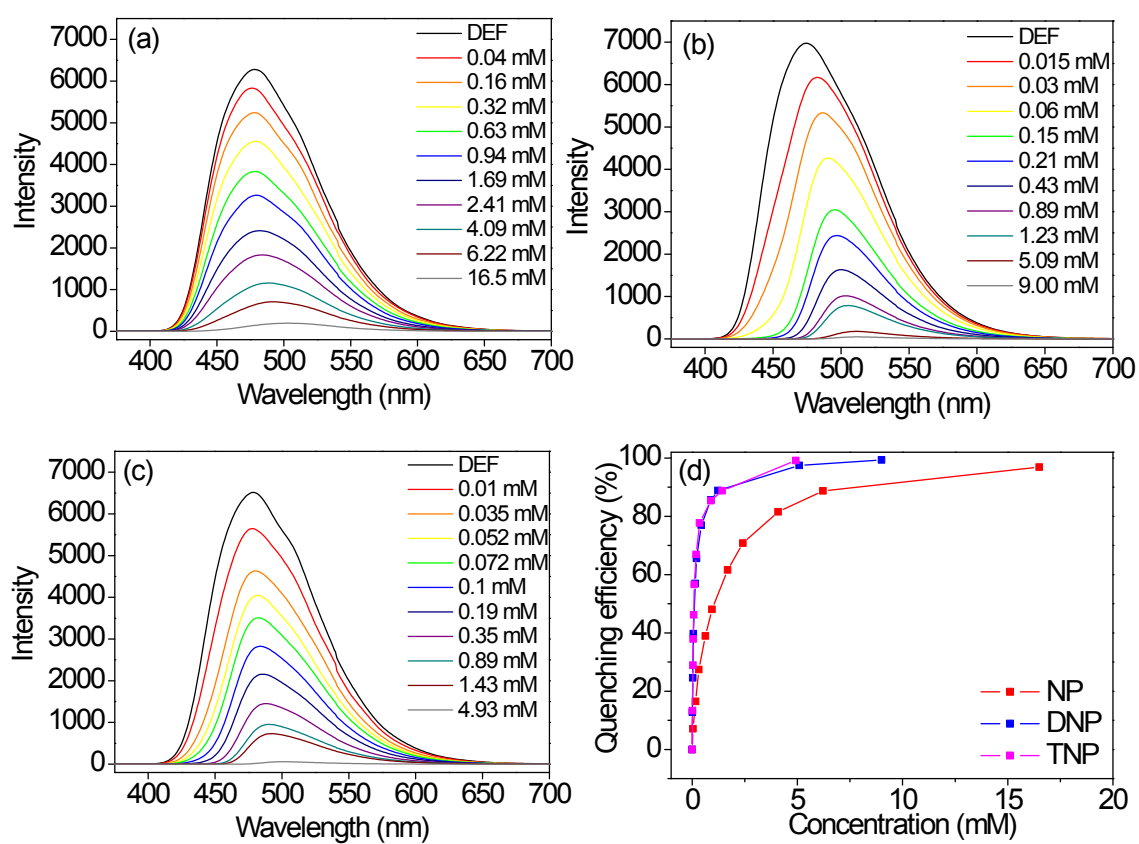 (a)
DEF
0.04 mM
0.16 mM
0.32 mM
0.63 mM
0.94 mM
1.69 mM
2.41 mM
4.09 mM
6.22 mM
16.5 mM
7000
6000
5000
4000
3000
2000
1000
0
Intensity
400 450 500 550 600 650 700
Wavelength (nm)
(b)
DEF
0.015 mM
0.03 mM
0.06 mM
0.15 mM
0.21 mM
0.43 mM
0.89 mM
1.23 mM
5.09 mM
9.00 mM
7000
6000
5000
4000
3000
2000
1000
0
Intensity
400 450 500 550 600 650 700
Wavelength (nm)
(c)
DEF
0.01 mM
0.035 mM
0.052 mM
0.072 mM
0.1 mM
0.19 mM
0.35 mM
0.89 mM
1.43 mM
4.93 mM
7000
6000
5000
4000
3000
2000
1000
0
Intensity
400 450 500 550 600 650 700
Wavelength (nm)
(d)
100
80
60
40
20
0
Quenching efficiency (%)
NP
DNP
TNP
0 5 10 15 20
Concentration (mM)